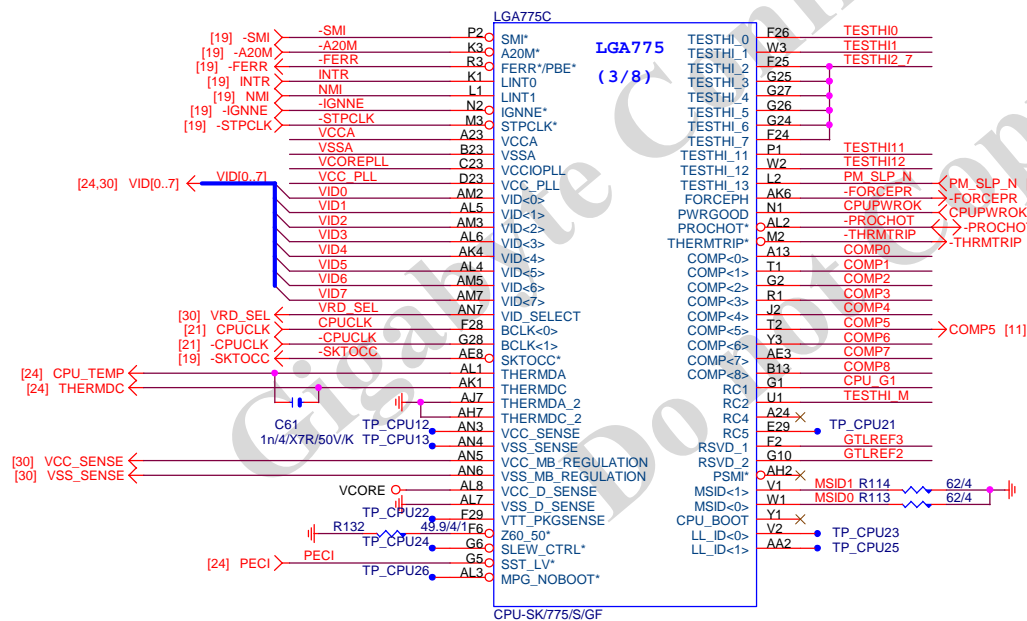 LGA775C
LGA775
(3/8)
[19] -SMI -SMI P2 SMI*
[19] -A20M -A20M K3 A20M*
[19] -FERR -FERR R3 FERR*/PBE*
[19] INTR INTR K1 LINT0
[19] NMI NMI L1 LINT1
[19] -IGNNE -IGNNE N2 IGNNE*
[19] -STPCLK -STPCLK M3 STPCLK*
VCCA A23 VCCA
VSSA B23 VSSA
VCOREPLL C23 VCCIOPLL
VCC_PLL D23 VCC_PLL
[24,30] VID[0..7] VID[0..7]
VID0 AM2 VID<0>
VID1 AL5 VID<1>
VID2 AM3 VID<2>
VID3 AL6 VID<3>
VID4 AK4 VID<4>
VID5 AL4 VID<5>
VID6 AM5 VID<6>
VID7 AM7 VID<7>
[30] VRD_SEL VRD_SEL AN7 VID_SELECT
[21] CPUCLK CPUCLK F28 BCLK<0>
[21] -CPUCLK -CPUCLK G28 BCLK<1>
[19] -SKTOCC -SKTOCC AE8 SKTOCC*
[24] CPU_TEMP AL1 THERMDA
[24] THERMDC AK1 THERMDC
AJ7 THERMDA_2
AH7 THERMDC_2
C61
1n/4/X7R/50V/K
TP_CPU12 AN3 VCC_SENSE
TP_CPU13 AN4 VSS_SENSE
[30] VCC_SENSE AN5 VCC_MB_REGULATION
[30] VSS_SENSE AN6 VSS_MB_REGULATION
VCORE AL8 VCC_D_SENSE
AL7 VSS_D_SENSE
TP_CPU22 F29 VTT_PKGSENSE
R132 49.9/4/1 F6 Z60_50*
TP_CPU24 G6 SLEW_CTRL*
[24] PECI PECI G5 SST_LV*
TP_CPU26 AL3 MPG_NOBOOT*
TESTHI_0 F26 TESTHI0
TESTHI_1 W3 TESTHI1
TESTHI_2 F25 TESTHI2_7
TESTHI_3 G25
TESTHI_4 G27
TESTHI_5 G26
TESTHI_6 G24
TESTHI_7 F24
TESTHI_11 P1 TESTHI11
TESTHI_12 W2 TESTHI12
TESTHI_13 L2 PM_SLP_N PM_SLP_N
FORCEPH AK6 -FORCEPR -FORCEPR
PWRGOOD N1 CPUPWROK CPUPWROK
PROCHOT* AL2 -PROCHOT -PROCHOT
THERMTRIP* M2 -THRMTRIP -THRMTRIP
COMP<0> A13 COMP0
COMP<1> T1 COMP1
COMP<2> G2 COMP2
COMP<3> R1 COMP3
COMP<4> J2 COMP4
COMP<5> T2 COMP5 COMP5 [11]
COMP<6> Y3 COMP6
COMP<7> AE3 COMP7
COMP<8> B13 COMP8
RC1 G1 CPU_G1
RC2 U1 TESTHI_M
RC4 A24
RC5 E29 TP_CPU21
RSVD_1 F2 GTLREF3
RSVD_2 G10 GTLREF2
PSMI* AH2
MSID<1> V1 MSID1 R114 62/4
MSID<0> W1 MSID0 R113 62/4
CPU_BOOT Y1
LL_ID<0> V2 TP_CPU23
LL_ID<1> AA2 TP_CPU25
CPU-SK/775/S/GF
Gigabyte
Do not